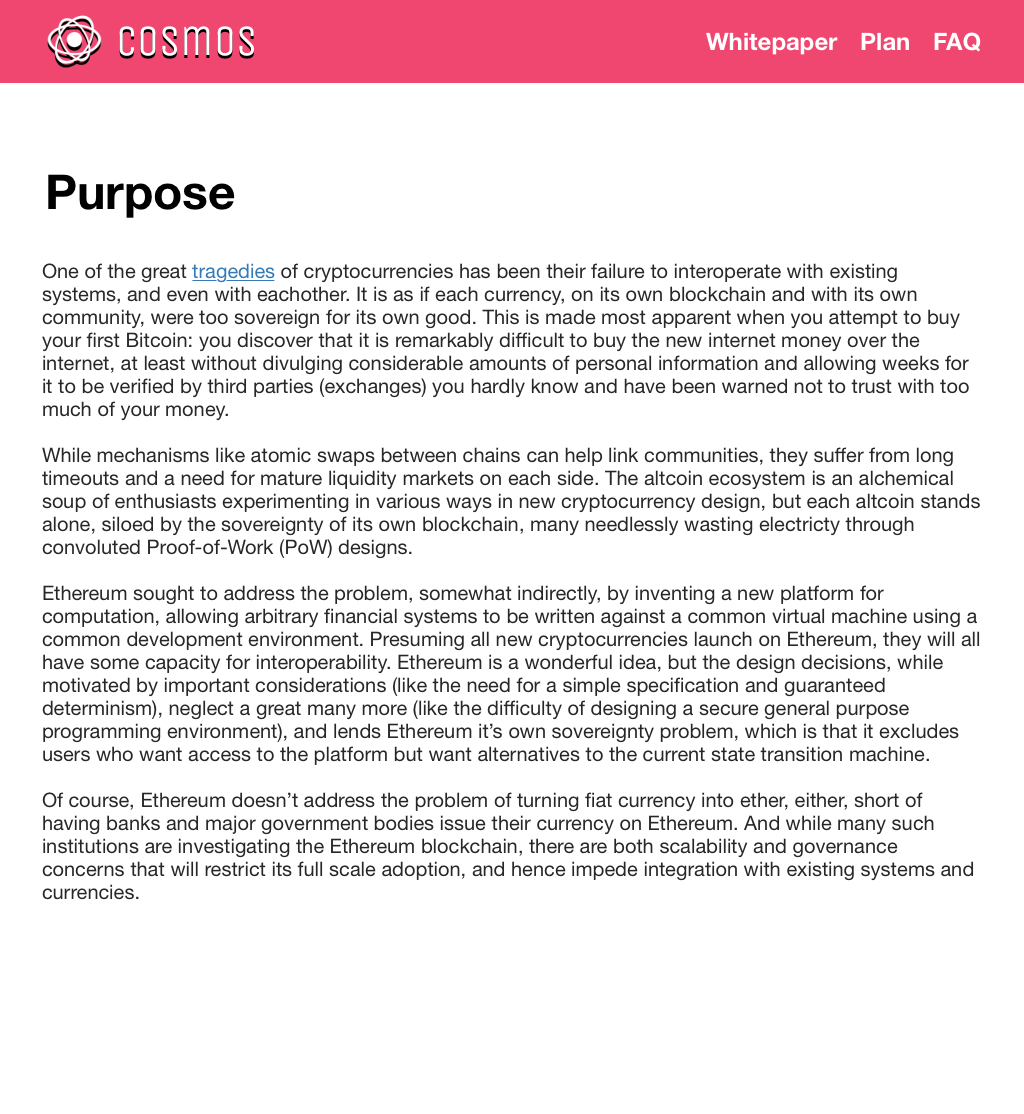 COSMOS
Whitepaper Plan FAQ
Purpose
One of the great tragedies of cryptocurrencies has been their failure to interoperate with existing
systems, and even with eachother. It is as if each currency, on its own blockchain and with its own
community, were too sovereign for its own good. This is made most apparent when you attempt to buy
your first Bitcoin: you discover that it is remarkably difficult to buy the new internet money over the
internet, at least without divulging considerable amounts of personal information and allowing weeks for
it to be verified by third parties (exchanges) you hardly know and have been warned not to trust with too
much of your money.
While mechanisms like atomic swaps between chains can help link communities, they suffer from long
timeouts and a need for mature liquidity markets on each side. The altcoin ecosystem is an alchemical
soup of enthusiasts experimenting in various ways in new cryptocurrency design, but each altcoin stands
alone, siloed by the sovereignty of its own blockchain, many needlessly wasting electricty through
convoluted Proof-of-Work (PoW) designs.
Ethereum sought to address the problem, somewhat indirectly, by inventing a new platform for
computation, allowing arbitrary financial systems to be written against a common virtual machine using a
common development environment. Presuming all new cryptocurrencies launch on Ethereum, they will all
have some capacity for interoperability. Ethereum is a wonderful idea, but the design decisions, while
motivated by important considerations (like the need for a simple specification and guaranteed
determinism), neglect a great many more (like the difficulty of designing a secure general purpose
programming environment), and lends Ethereum it’s own sovereignty problem, which is that it excludes
users who want access to the platform but want alternatives to the current state transition machine.
Of course, Ethereum doesn’t address the problem of turning fiat currency into ether, either, short of
having banks and major government bodies issue their currency on Ethereum. And while many such
institutions are investigating the Ethereum blockchain, there are both scalability and governance
concerns that will restrict its full scale adoption, and hence impede integration with existing systems and
currencies.